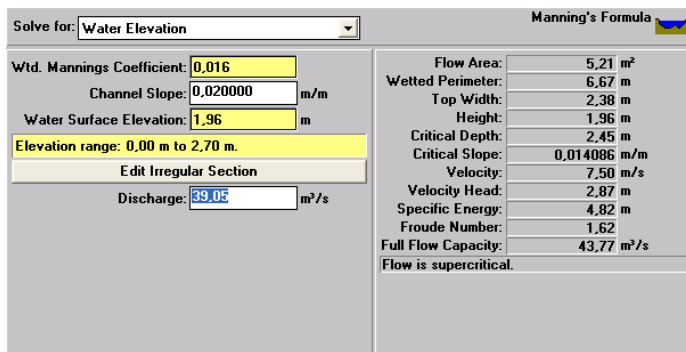 Solve for: Water Elevation
Manning's Formula
Wtd. Mannings Coefficient: 0,016
Channel Slope: 0,020000 m/m
Water Surface Elevation: 1,96 m
Elevation range: 0,00 m to 2,70 m.
Edit Irregular Section
Discharge: 39,05 m³/s
Flow Area: 5,21 m²
Wetted Perimeter: 6,67 m
Top Width: 2,38 m
Height: 1,96 m
Critical Depth: 2,45 m
Critical Slope: 0,014086 m/m
Velocity: 7,50 m/s
Velocity Head: 2,87 m
Specific Energy: 4,82 m
Froude Number: 1,62
Full Flow Capacity: 43,77 m³/s
Flow is supercritical.